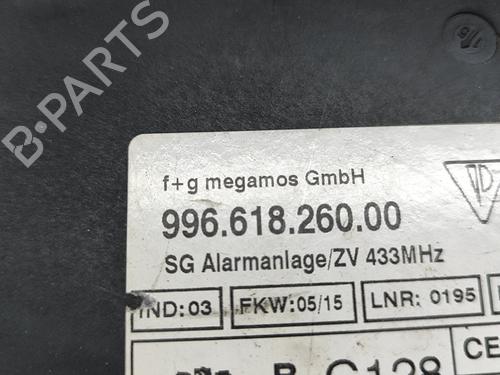 B-PARTS
f+g megamos GmbH
996.618.260.00
SG Alarmanlage/ZV 433MHz
IND: 03 FKW: 05/15 LNR: 0195
B G128 CE